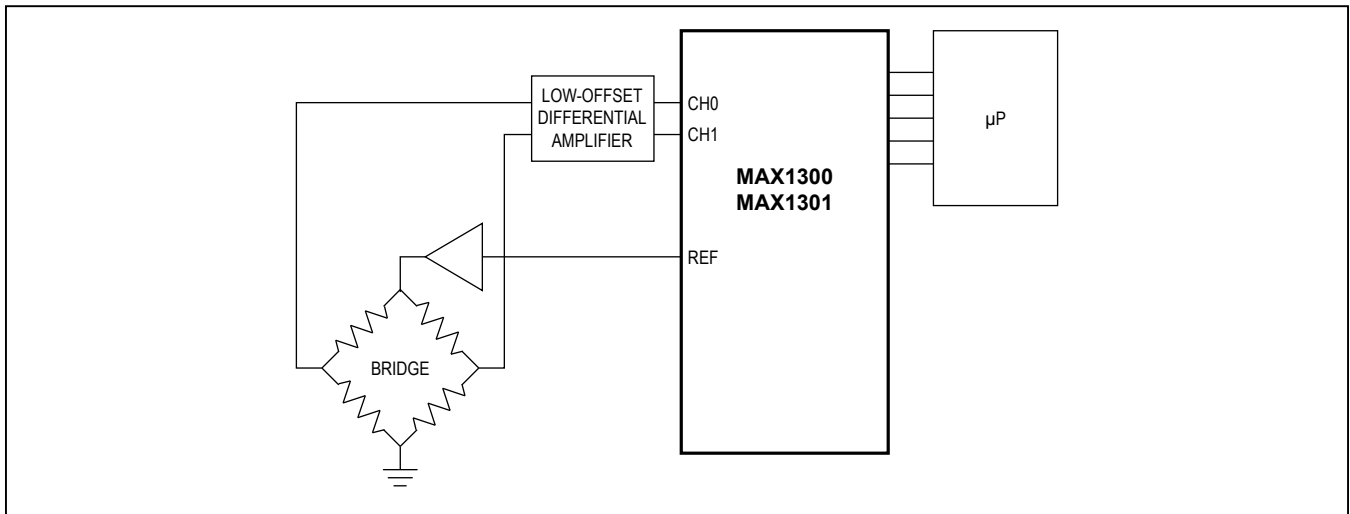 LOW-OFFSET
DIFFERENTIAL
AMPLIFIER
CH0
CH1
MAX1300
MAX1301
REF
µP
BRIDGE